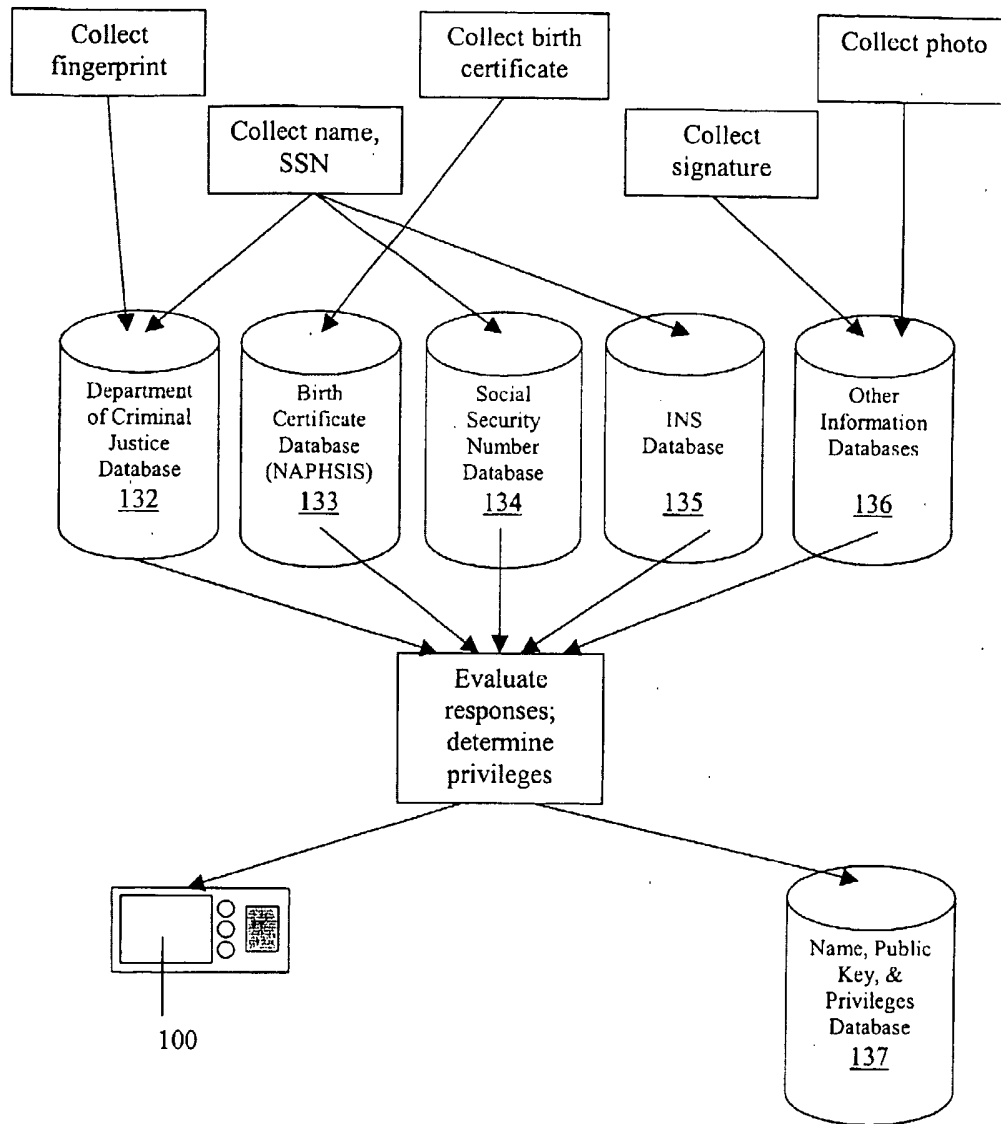 Collect
fingerprint
Collect birth
certificate
Collect photo
Collect name,
SSN
Collect
signature
Department
of Criminal
Justice
Database
132
Birth
Certificate
Database
(NAPHSIS)
133
Social
Security
Number
Database
134
INS
Database
135
Other
Information
Databases
136
Evaluate
responses;
determine
privileges
100
Name, Public
Key, &
Privileges
Database
137